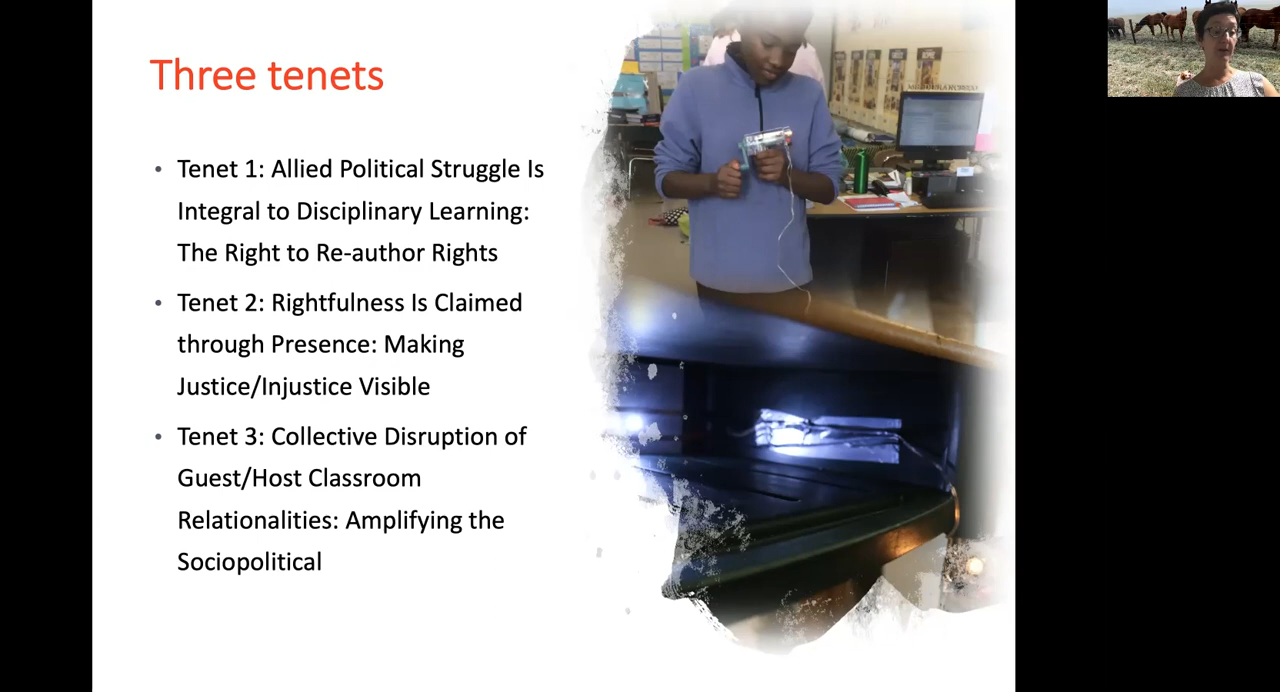 Three tenets
• Tenet 1: Allied Political Struggle Is
Integral to Disciplinary Learning:
The Right to Re-author Rights
• Tenet 2: Rightfulness Is Claimed
through Presence: Making
Justice/Injustice Visible
• Tenet 3: Collective Disruption of
Guest/Host Classroom
Relationalities: Amplifying the
Sociopolitical